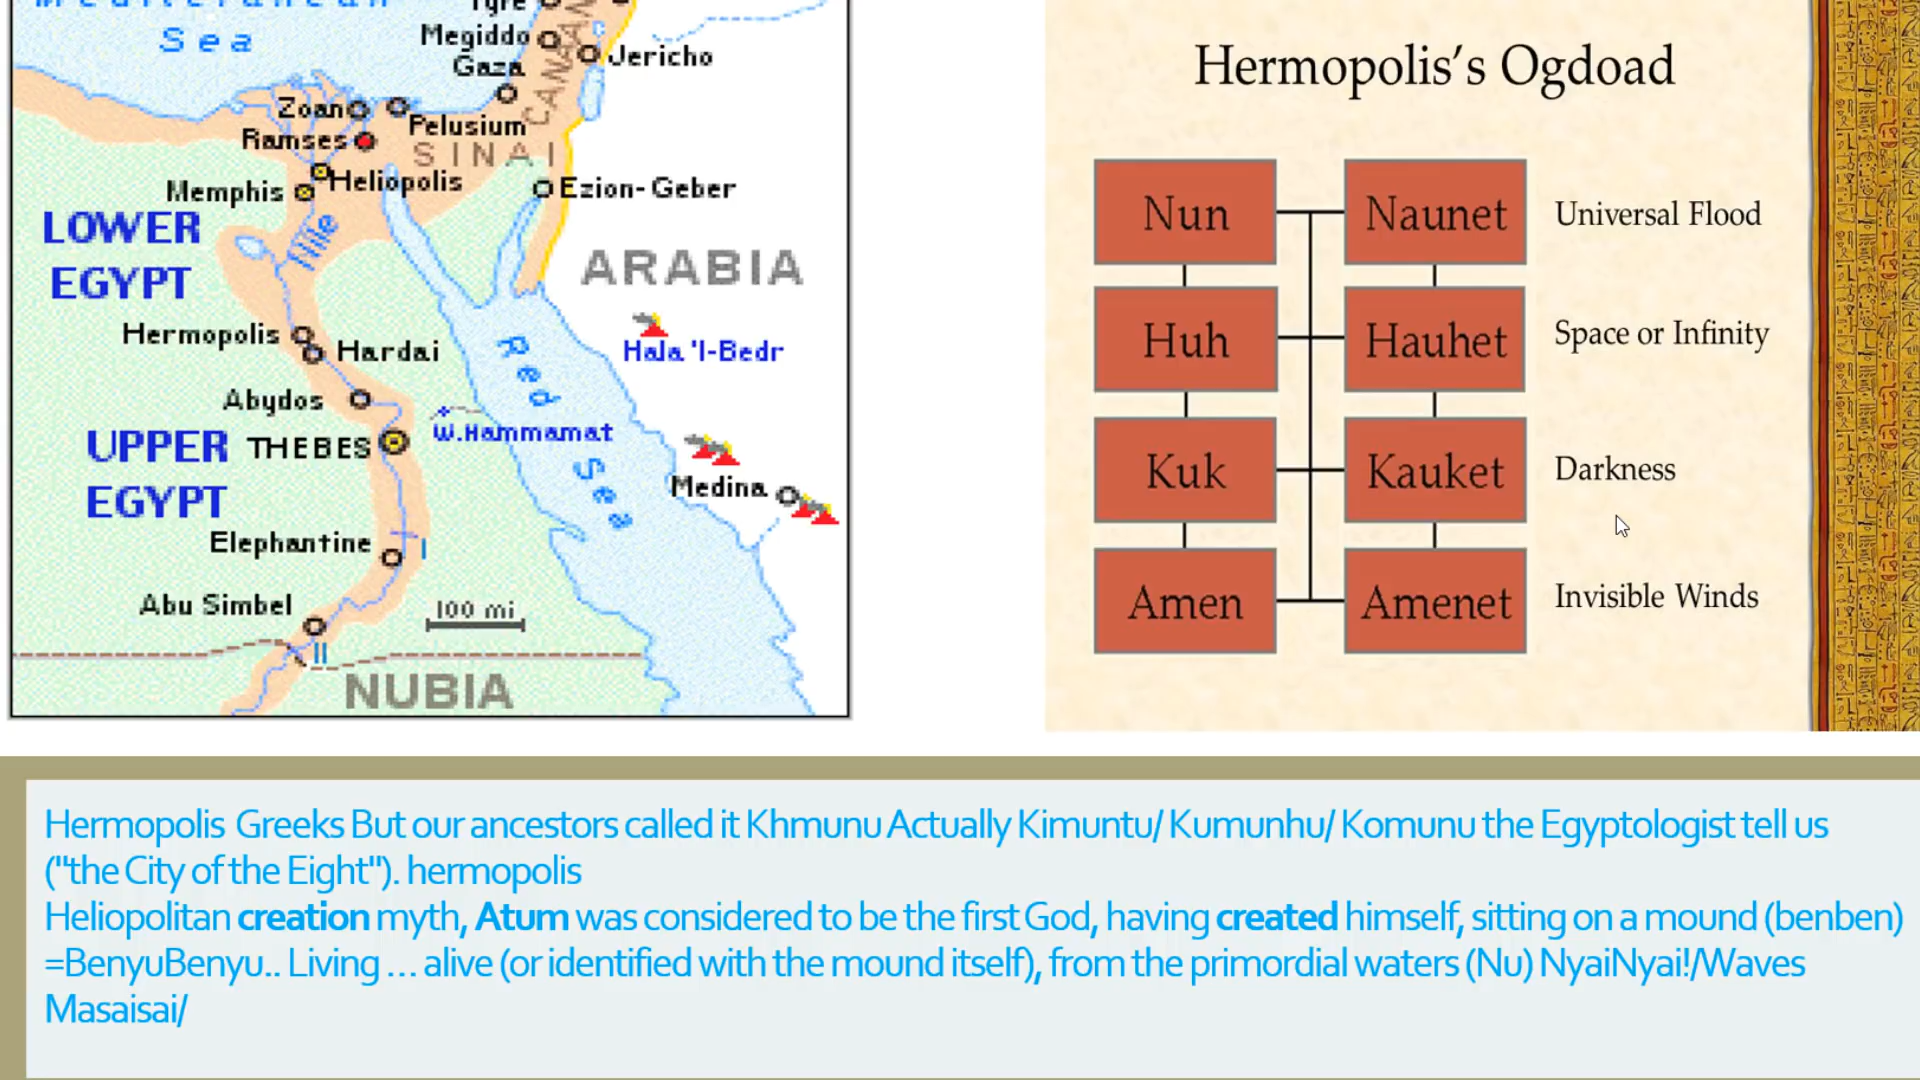 Mediterranean
Sea
Tyre
Megiddo
Gaza
CANAAN
Jericho
Zoan
Pelusium
Ramses
SINAI
Memphis
Heliopolis
Ezion-Geber
LOWER
EGYPT
Nile
ARABIA
Hala 'l-Bedr
Hermopolis
Hardai
Red Sea
Abydos
W.Hammamat
UPPER
EGYPT
THEBES
Medina
Elephantine
I
Abu Simbel
100 mi
II
NUBIA
Hermopolis’s Ogdoad
Nun Naunet Universal Flood
Huh Hauhet Space or Infinity
Kuk Kauket Darkness
Amen Amenet Invisible Winds
Hermopolis Greeks But our ancestors called it Khmunu Actually Kimuntu/ Kumunhu/ Komunu the Egyptologist tell us
("the City of the Eight"). hermopolis
Heliopolitan creation myth, Atum was considered to be the first God, having created himself, sitting on a mound (benben)
=BenyuBenyu.. Living … alive (or identified with the mound itself), from the primordial waters (Nu) NyaiNyai!/Waves
Masaisai/